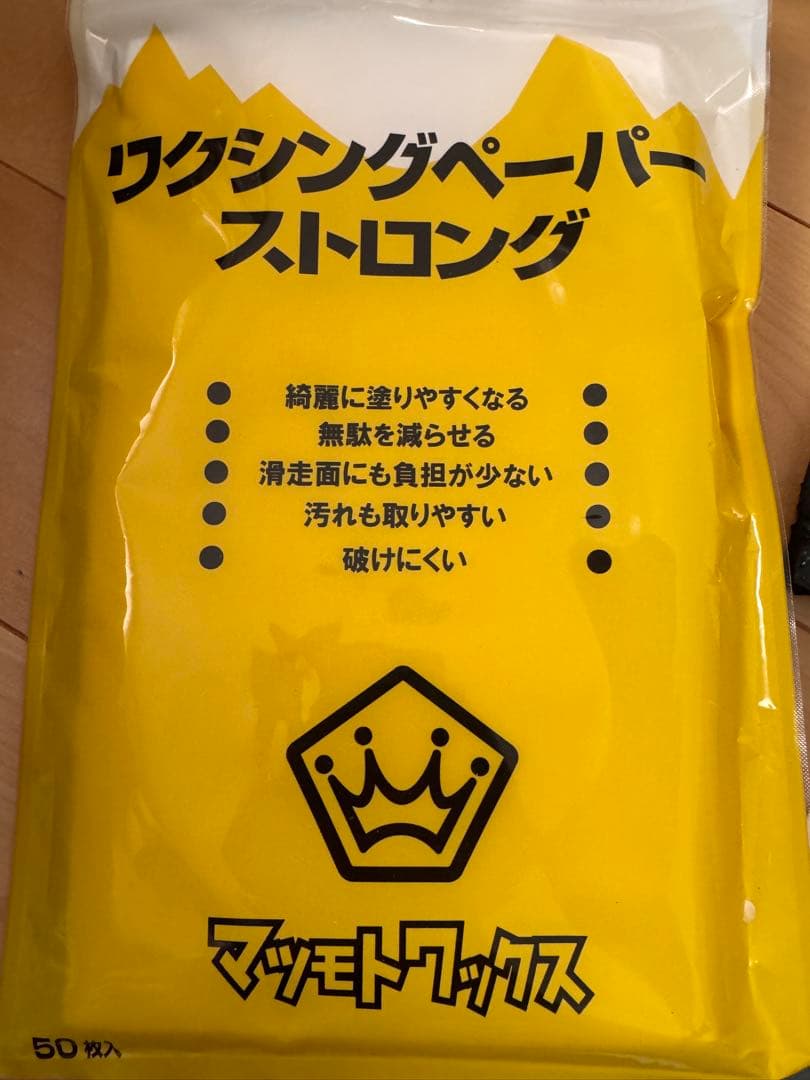 ワクシングペーパー
ストロング
● 綺麗に塗りやすくなる ●
● 無駄を減らせる ●
● 滑走面にも負担が少ない ●
● 汚れも取りやすい ●
● 破けにくい ●
マツモトワックス
50枚入